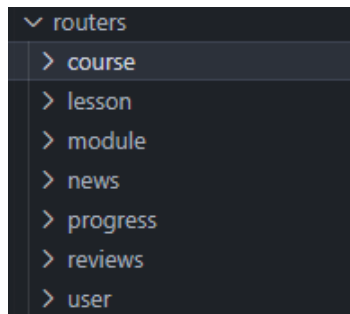 routers
course
lesson
module
news
progress
reviews
user